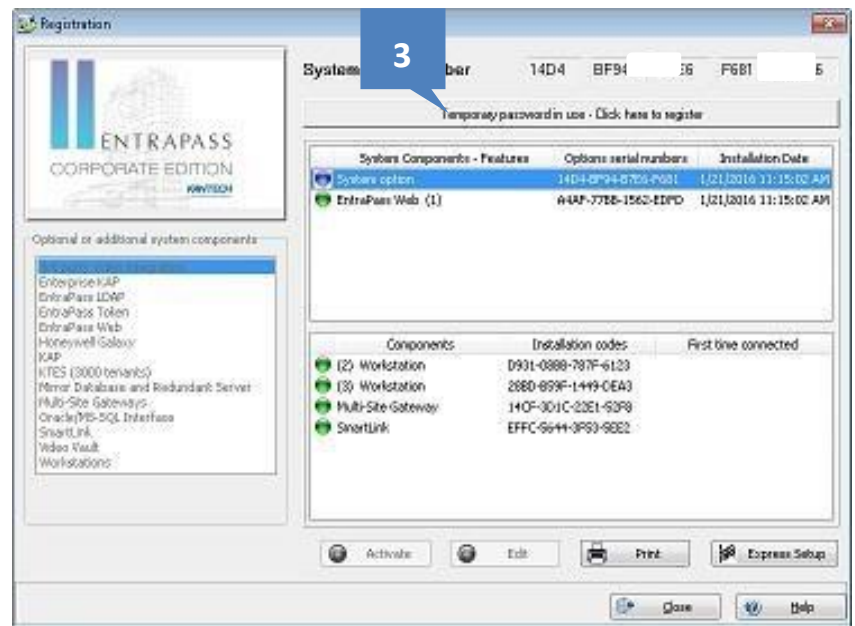 Registration
3
System ber 14D4 BF94 E6 F681 6
Temporary password in use - Click here to register
ENTRAPASS
CORPORATE EDITION
KANTECH
System Components - Features Options serial numbers Installation Date
System option 14D4-BF94-B7E6-F681 1/21/2016 11:15:02 AM
EntraPass Web (1) A4AF-77BB-1562-EDFD 1/21/2016 11:15:02 AM
Optional or additional system components
Enterprise KAP
EntraPass LDAP
EntraPass Token
EntraPass Web
Honeywell Galaxy
KAP
KTES (3000 tenants)
Mirror Database and Redundant Server
Multi-Site Gateways
Oracle/MS-SQL Interface
SmartLink
Video Vault
Workstations
Components Installation codes First time connected
(2) Workstation D931-0888-787F-6123
(3) Workstation 28BD-859F-1449-DEA3
Multi-Site Gateway 14CF-3D1C-22E1-52F8
SmartLink EFFC-5644-3F53-9EE2
Activate Edit Print Express Setup
Close Help